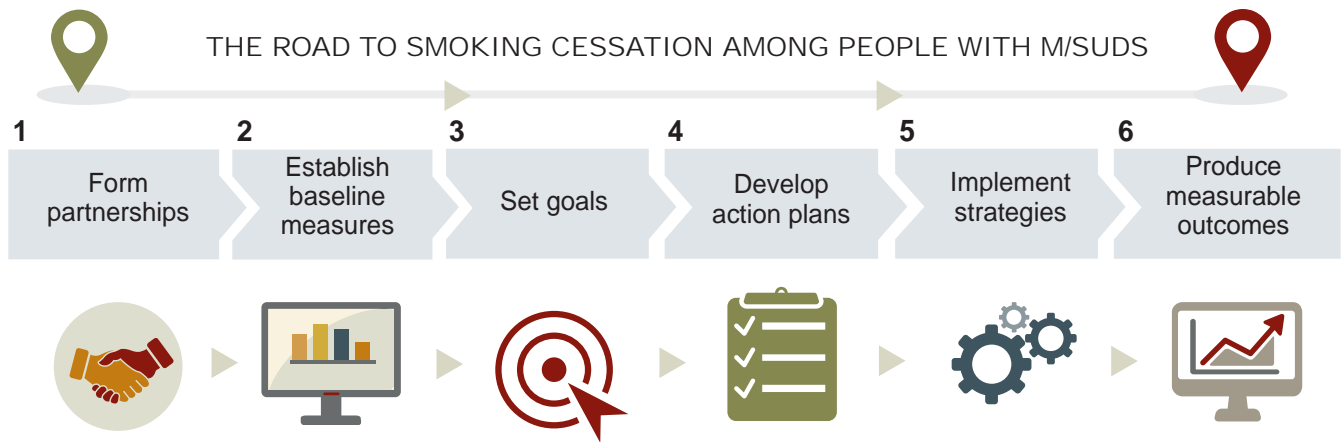 THE ROAD TO SMOKING CESSATION AMONG PEOPLE WITH M/SUDS
1
Form
partnerships
2
Establish
baseline
measures
3
Set goals
4
Develop
action plans
5
Implement
strategies
6
Produce
measurable
outcomes